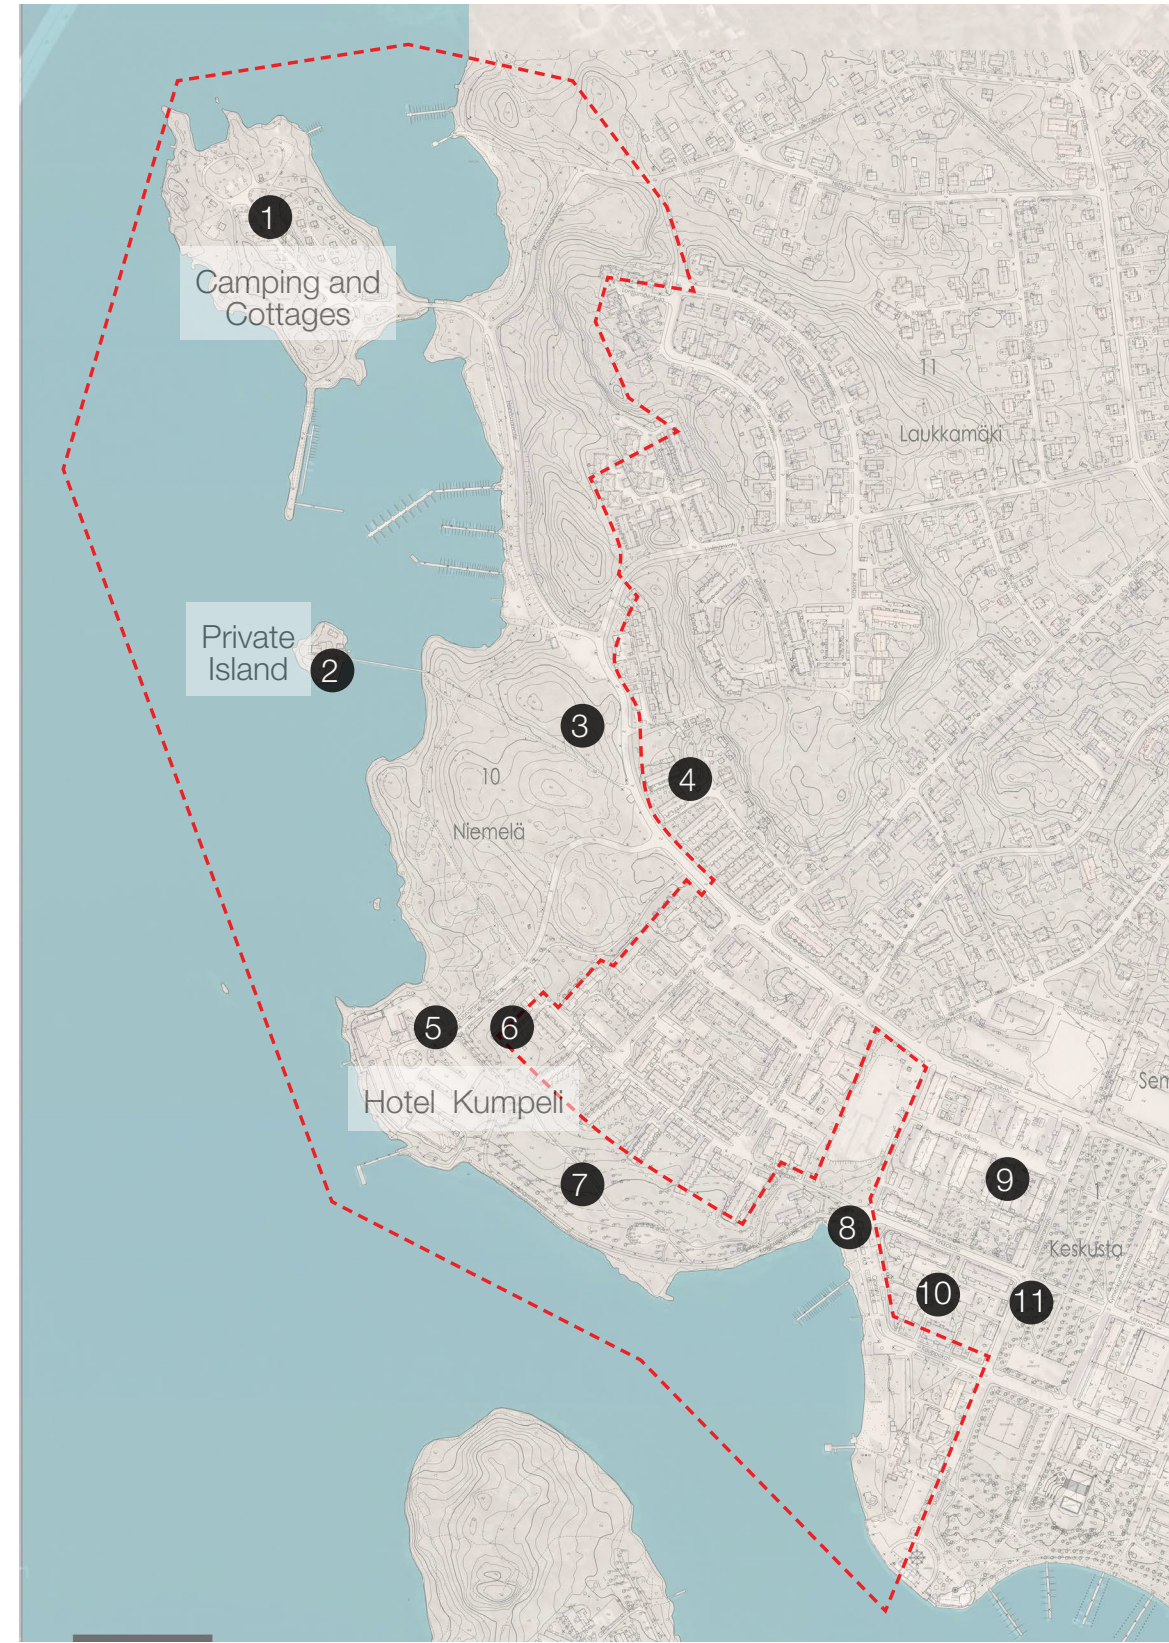 1
Camping and
Cottages
11
Laukkamäki
Private
Island
2
3
4
10
Niemelä
5
6
Hotel Kumpeli
Sem
7
9
1
8
Keskusta
10
11